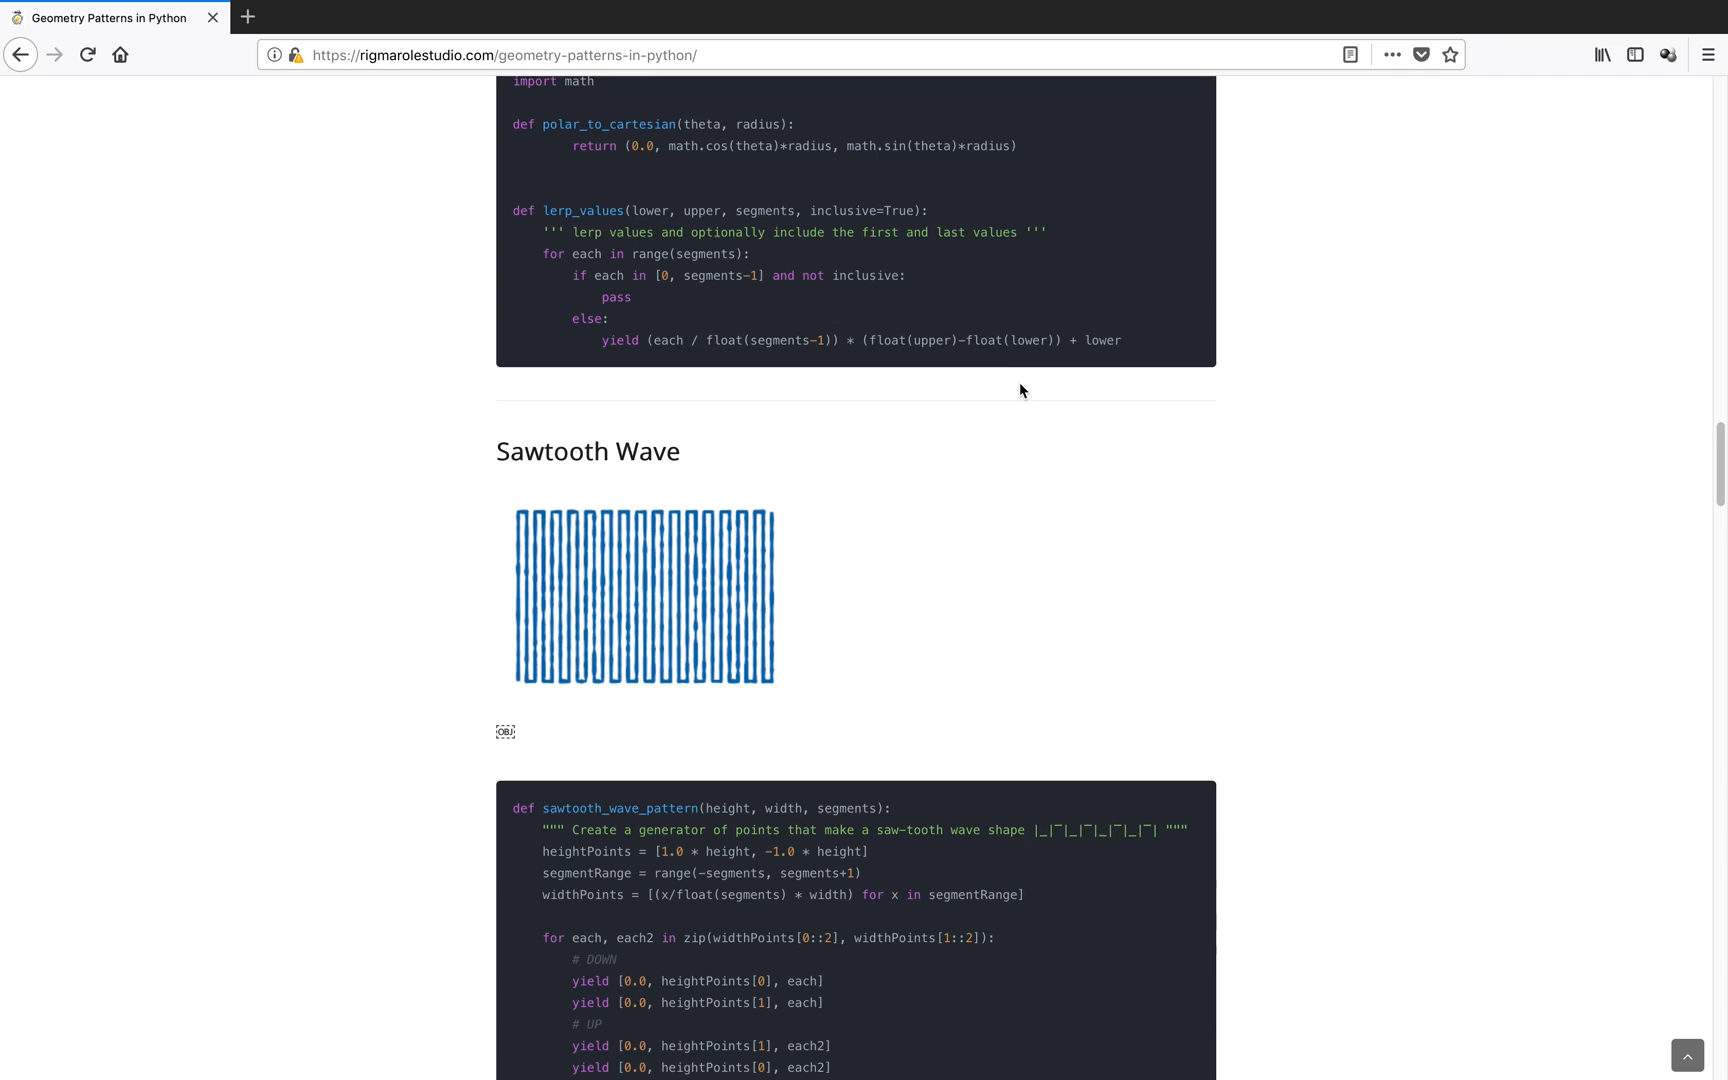 Geometry Patterns in Python
https://rigmarolestudio.com/geometry-patterns-in-python/
import math
def polar_to_cartesian(theta, radius):
        return (0.0, math.cos(theta)*radius, math.sin(theta)*radius)
def lerp_values(lower, upper, segments, inclusive=True):
    ''' lerp values and optionally include the first and last values '''
    for each in range(segments):
        if each in [0, segments-1] and not inclusive:
            pass
        else:
            yield (each / float(segments-1)) * (float(upper)-float(lower)) + lower
Sawtooth Wave
OBJ
def sawtooth_wave_pattern(height, width, segments):
    """ Create a generator of points that make a saw-tooth wave shape |_|‾|_|‾|_|‾|_|‾| """
    heightPoints = [1.0 * height, -1.0 * height]
    segmentRange = range(-segments, segments+1)
    widthPoints = [(x/float(segments) * width) for x in segmentRange]
    for each, each2 in zip(widthPoints[0::2], widthPoints[1::2]):
        # DOWN
        yield [0.0, heightPoints[0], each]
        yield [0.0, heightPoints[1], each]
        # UP
        yield [0.0, heightPoints[1], each2]
        yield [0.0, heightPoints[0], each2]